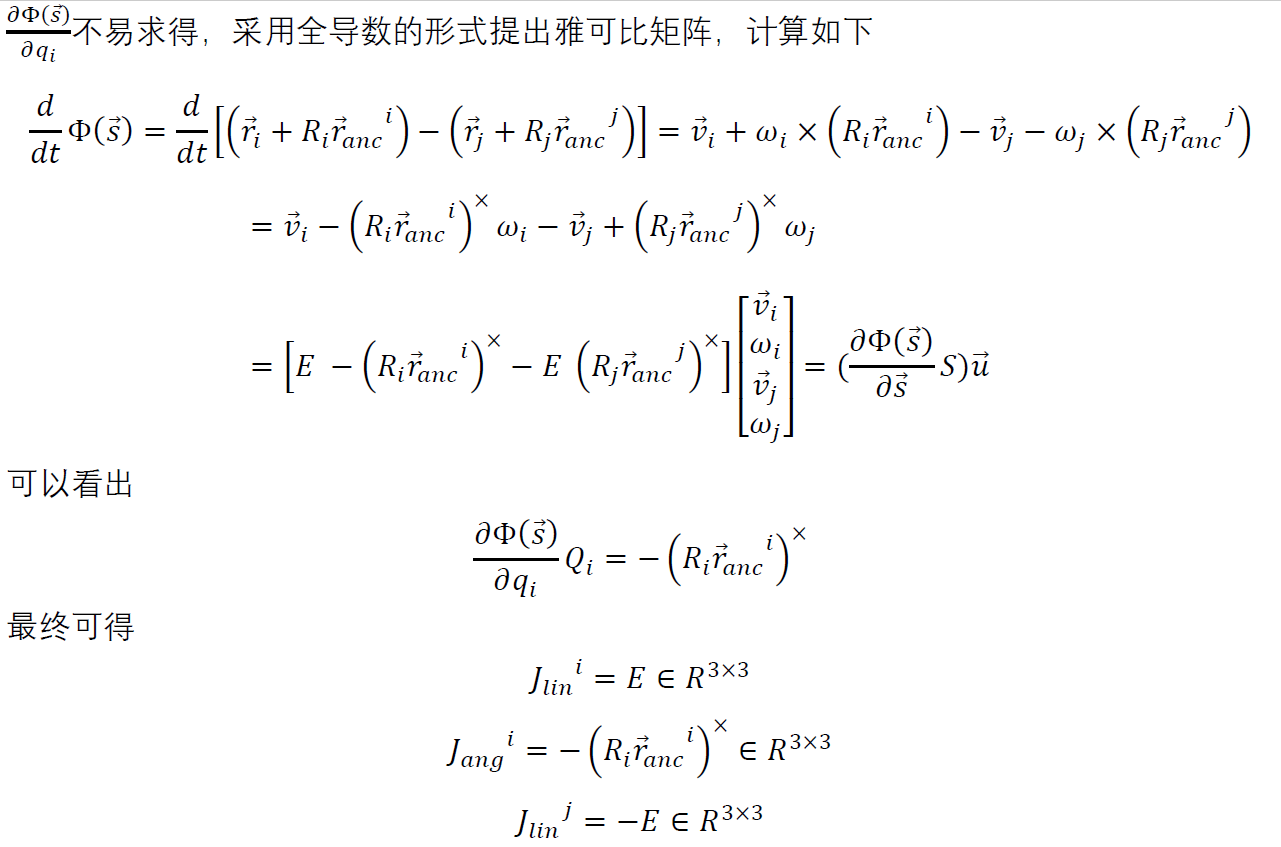 $\frac{\partial \Phi(\vec{s})}{\partial q_i}$不易求得，采用全导数的形式提出雅可比矩阵，计算如下
$\frac{d}{dt}\Phi(\vec{s}) = \frac{d}{dt}\left[\left(\vec{r}_i + R_i \vec{r}_{anc}{}^{i}\right) - \left(\vec{r}_j + R_j \vec{r}_{anc}{}^{j}\right)\right] = \vec{v}_i + \omega_i \times \left(R_i \vec{r}_{anc}{}^{i}\right) - \vec{v}_j - \omega_j \times \left(R_j \vec{r}_{anc}{}^{j}\right)$
$= \vec{v}_i - \left(R_i \vec{r}_{anc}{}^{i}\right)^{\times} \omega_i - \vec{v}_j + \left(R_j \vec{r}_{anc}{}^{j}\right)^{\times} \omega_j$
$= \left[E \ -\left(R_i \vec{r}_{anc}{}^{i}\right)^{\times} - E \ \left(R_j \vec{r}_{anc}{}^{j}\right)^{\times}\right] \begin{bmatrix} \vec{v}_i \\ \omega_i \\ \vec{v}_j \\ \omega_j \end{bmatrix} = (\frac{\partial \Phi(\vec{s})}{\partial \vec{s}} S)\vec{u}$
可以看出
$\frac{\partial \Phi(\vec{s})}{\partial q_i} Q_i = -\left(R_i \vec{r}_{anc}{}^{i}\right)^{\times}$
最终可得
$J_{lin}{}^{i} = E \in R^{3 \times 3}$
$J_{ang}{}^{i} = -\left(R_i \vec{r}_{anc}{}^{i}\right)^{\times} \in R^{3 \times 3}$
$J_{lin}{}^{j} = -E \in R^{3 \times 3}$